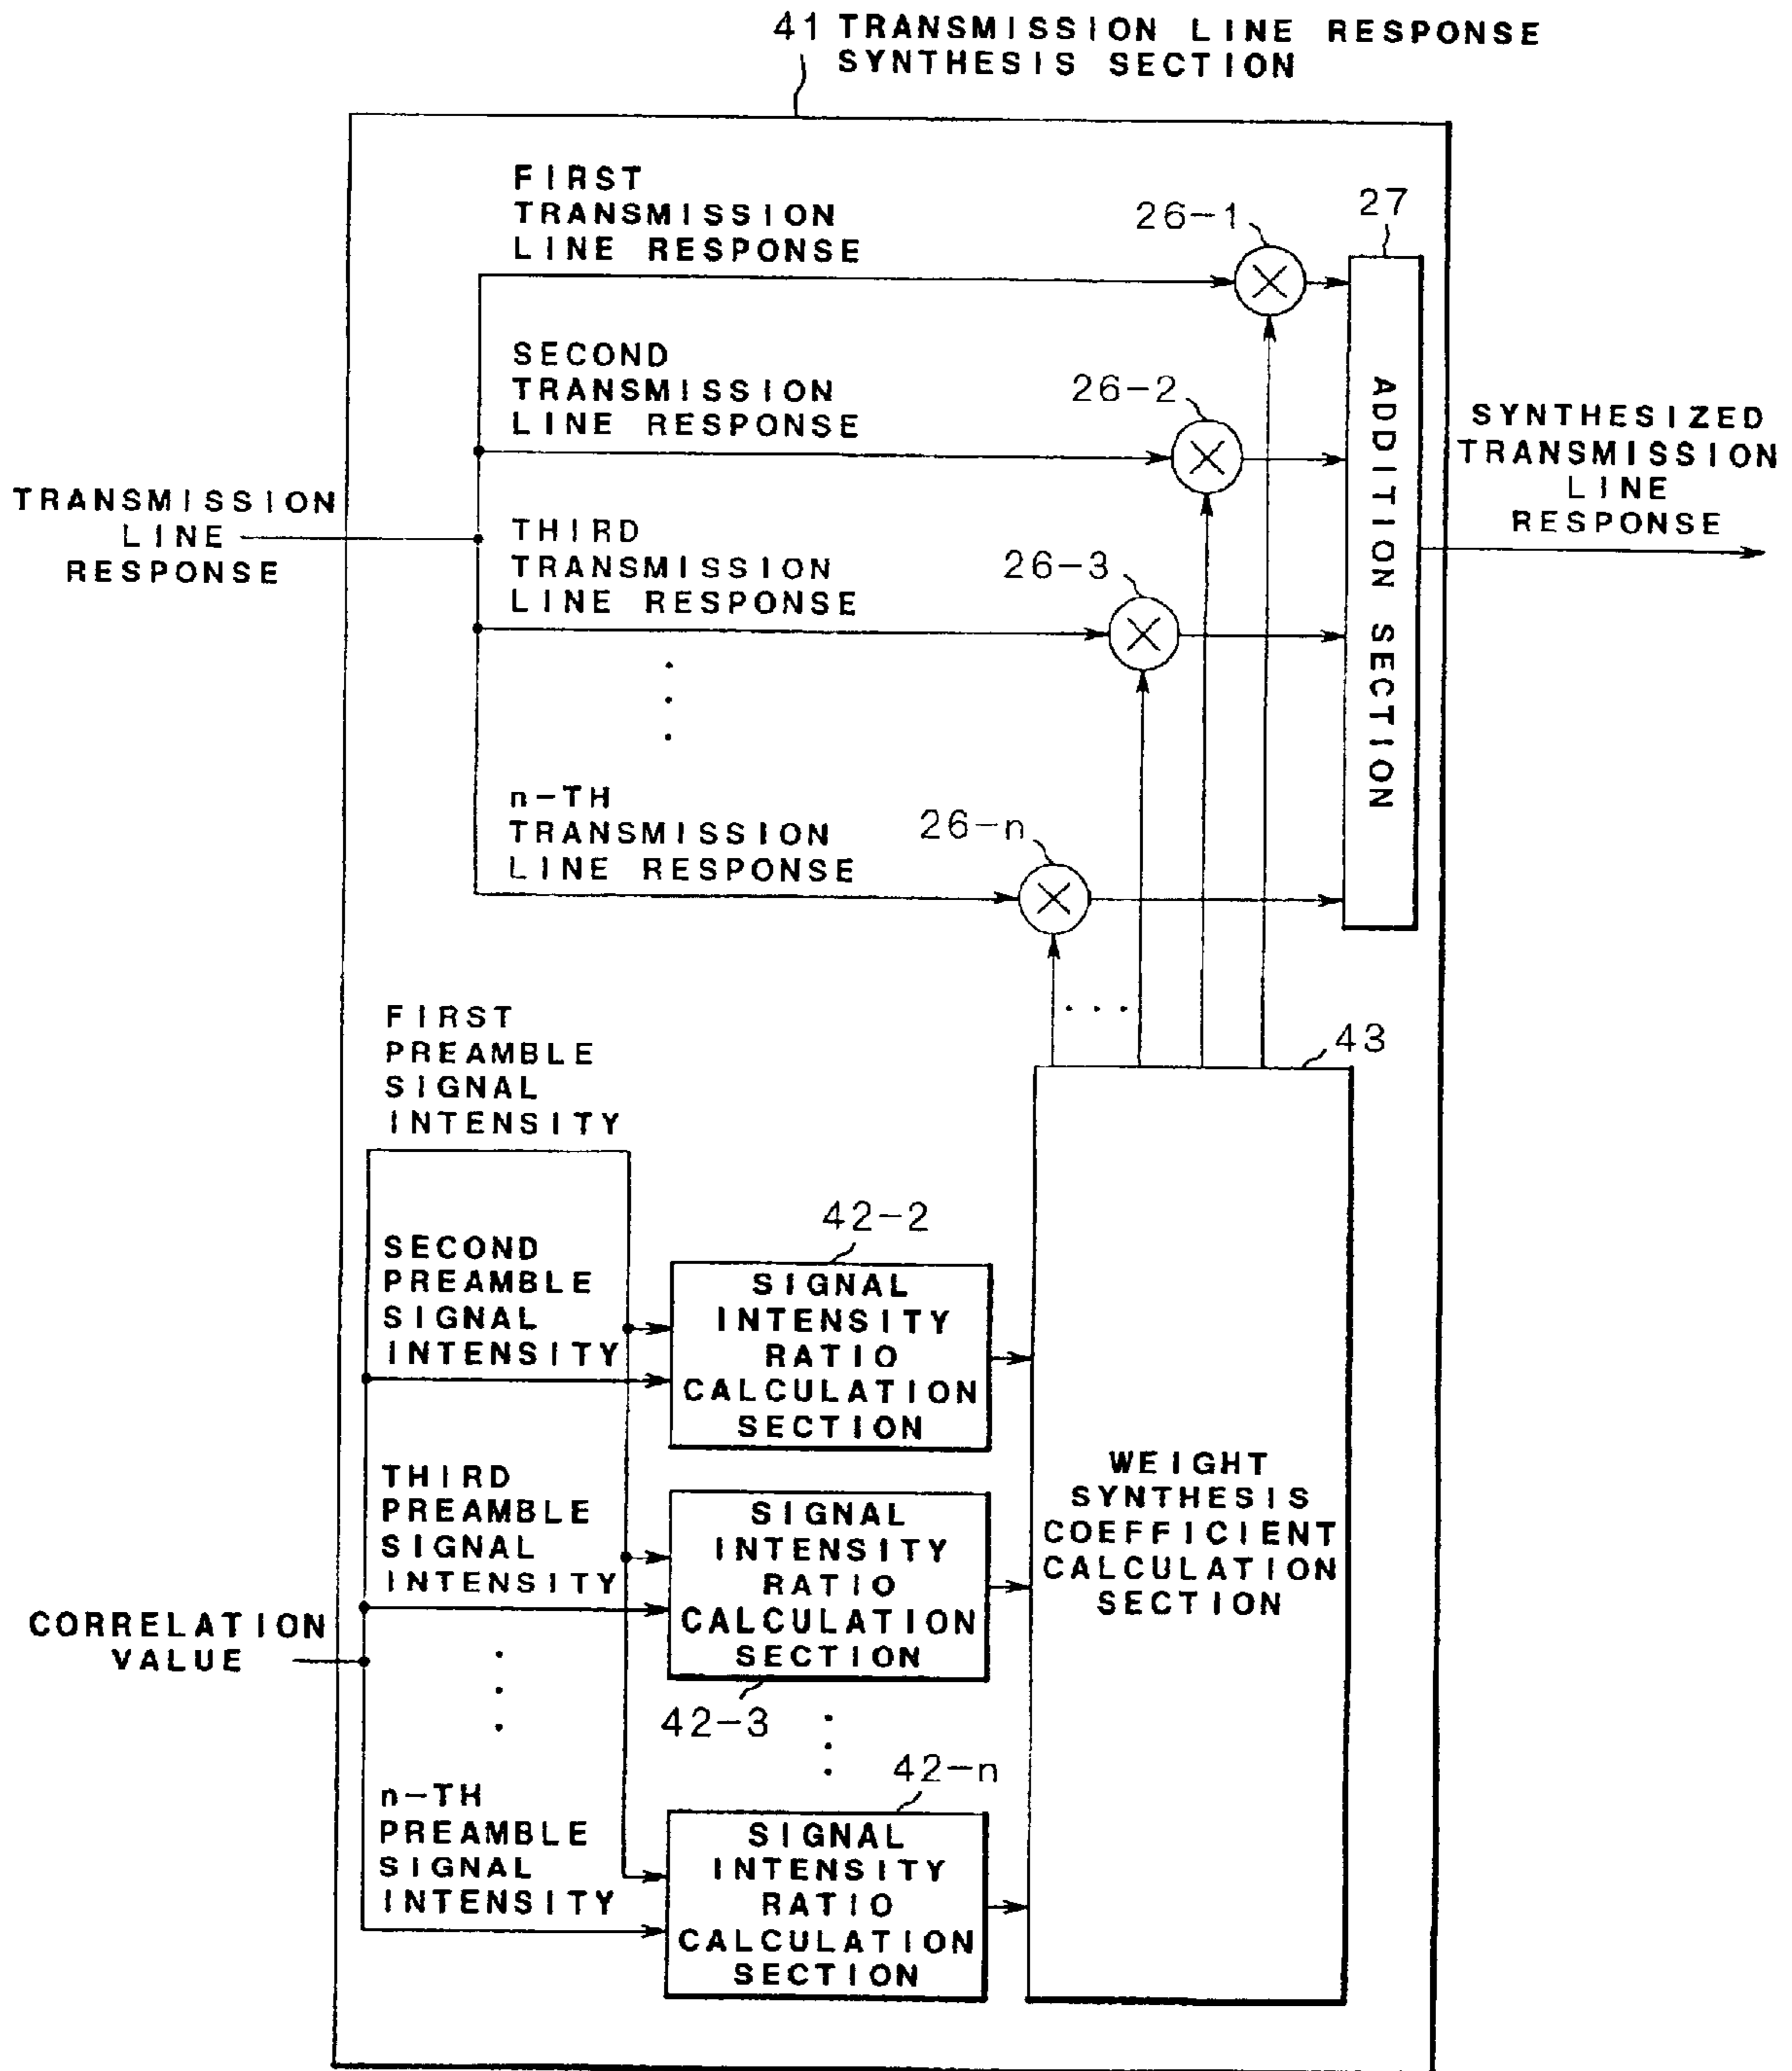 41 TRANSMISSION LINE RESPONSE
SYNTHESIS SECTION
FIRST
TRANSMISSION
LINE RESPONSE
26-1
27
SECOND
TRANSMISSION
LINE RESPONSE
26-2
ADDITION SECTION
SYNTHESIZED
TRANSMISSION
LINE
RESPONSE
TRANSMISSION
LINE
RESPONSE
THIRD
TRANSMISSION
LINE RESPONSE
26-3
n-TH
TRANSMISSION
LINE RESPONSE
26-n
FIRST
PREAMBLE
SIGNAL
INTENSITY
43
SECOND
PREAMBLE
SIGNAL
INTENSITY
42-2
SIGNAL
INTENSITY
RATIO
CALCULATION
SECTION
WEIGHT
SYNTHESIS
COEFFICIENT
CALCULATION
SECTION
THIRD
PREAMBLE
SIGNAL
INTENSITY
SIGNAL
INTENSITY
RATIO
CALCULATION
SECTION
42-3
CORRELATION
VALUE
n-TH
PREAMBLE
SIGNAL
INTENSITY
42-n
SIGNAL
INTENSITY
RATIO
CALCULATION
SECTION